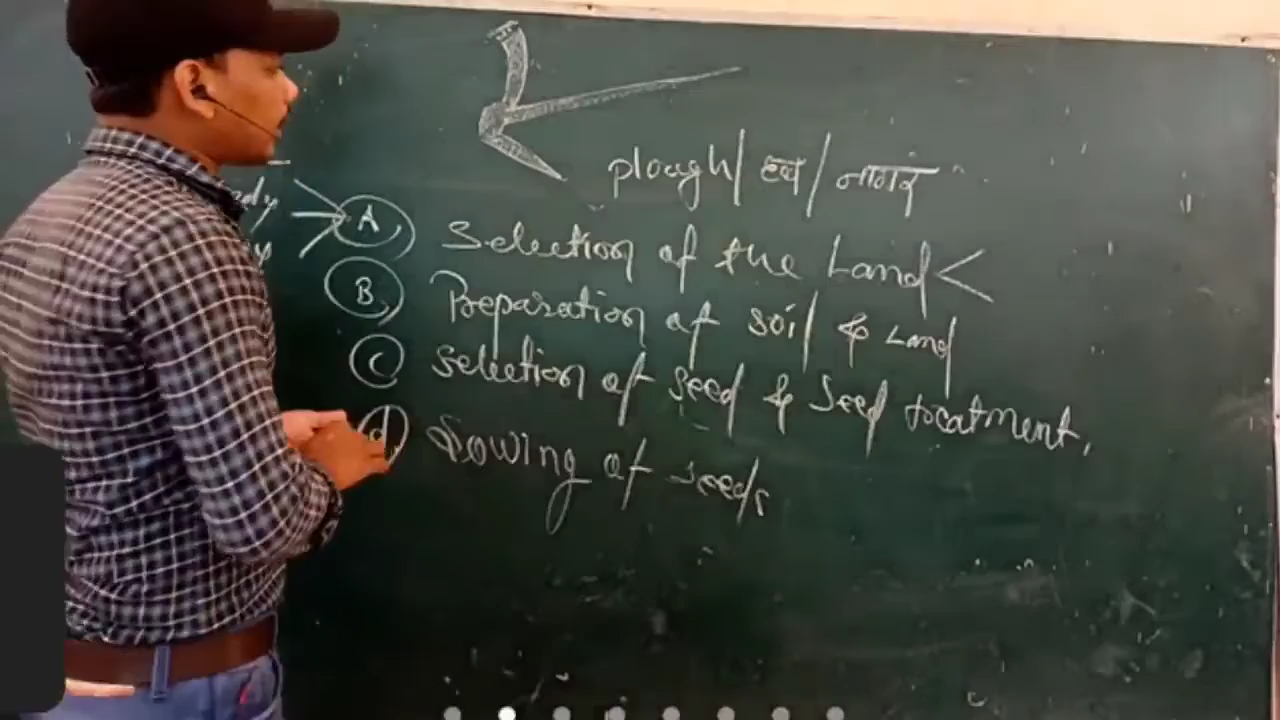 plough/ हल / नांगर
A Selection of the Land
B, Preparation of soil & Land
C Selection of seed & Seed treatment,
d, Sowing of seeds